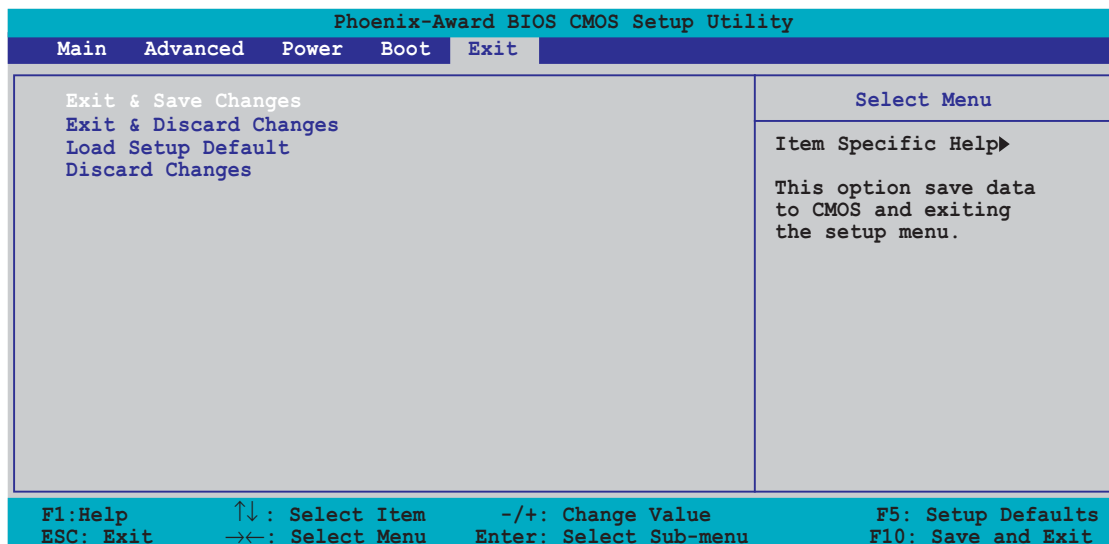 Phoenix-Award BIOS CMOS Setup Utility
Main Advanced Power Boot Exit
Exit & Save Changes
Exit & Discard Changes
Load Setup Default
Discard Changes
Select Menu
Item Specific Help▶
This option save data
to CMOS and exiting
the setup menu.
F1:Help ↑↓ : Select Item -/+: Change Value F5: Setup Defaults
ESC: Exit →←: Select Menu Enter: Select Sub-menu F10: Save and Exit